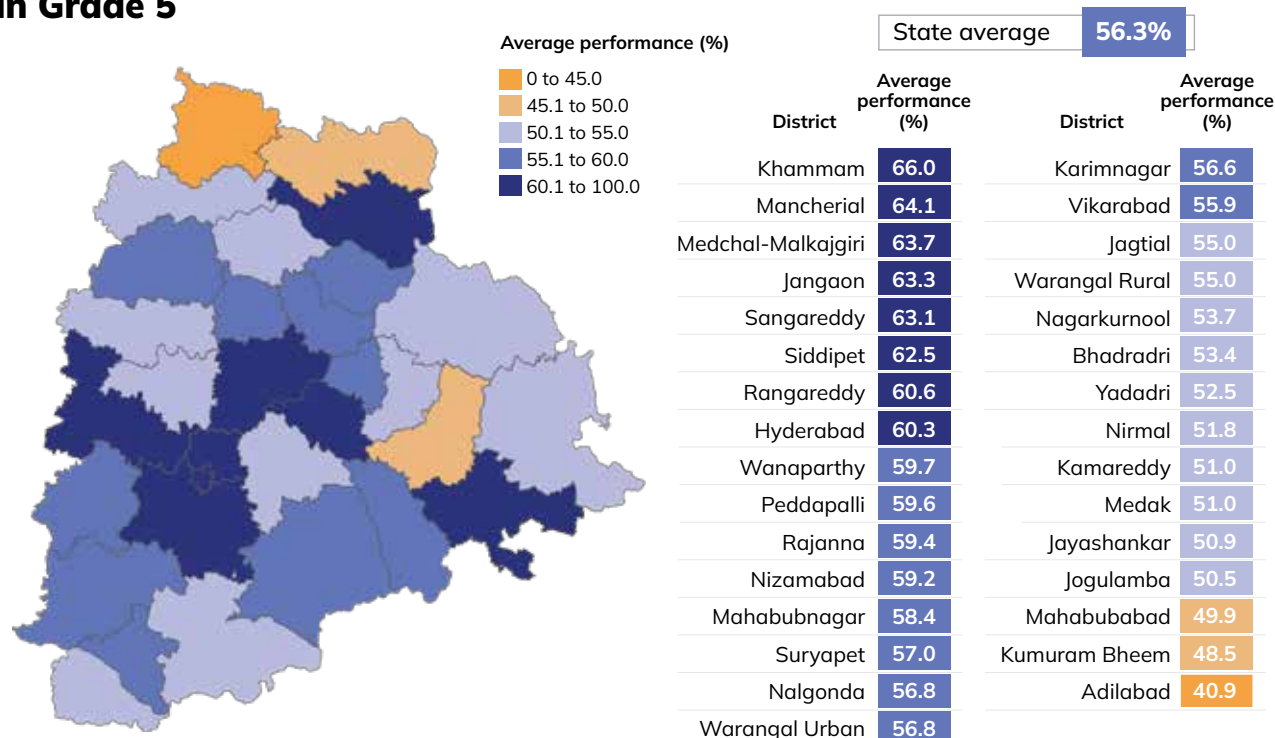 in Grade 5
Average performance (%)
0 to 45.0
45.1 to 50.0
50.1 to 55.0
55.1 to 60.0
60.1 to 100.0
State average 56.3%
District Average performance (%)
Khammam 66.0
Mancherial 64.1
Medchal-Malkajgiri 63.7
Jangaon 63.3
Sangareddy 63.1
Siddipet 62.5
Rangareddy 60.6
Hyderabad 60.3
Wanaparthy 59.7
Peddapalli 59.6
Rajanna 59.4
Nizamabad 59.2
Mahabubnagar 58.4
Suryapet 57.0
Nalgonda 56.8
Warangal Urban 56.8
District Average performance (%)
Karimnagar 56.6
Vikarabad 55.9
Jagtial 55.0
Warangal Rural 55.0
Nagarkurnool 53.7
Bhadradri 53.4
Yadadri 52.5
Nirmal 51.8
Kamareddy 51.0
Medak 51.0
Jayashankar 50.9
Jogulamba 50.5
Mahabubabad 49.9
Kumuram Bheem 48.5
Adilabad 40.9